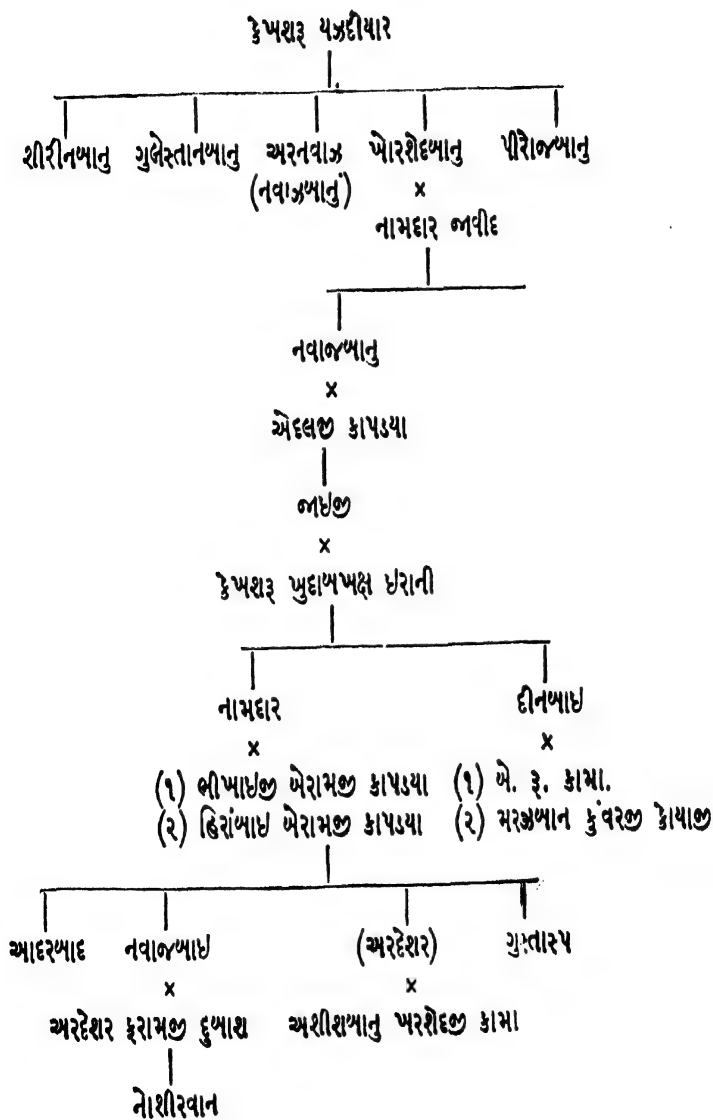 કેખશરૂ યઝદીયાર
શીરીનબાનુ ગુલેસ્તાનબાનુ અરનવાઝ ખોરશેદબાનુ પીરોજબાનુ
(નવાઝબાનું) ×
નામદાર જાવીદ
નવાજબાનુ
×
એદલજી કાપડયા
જાઇજી
×
કેખશરૂ ખુદાબખક્ષ ઇરાની
નામદાર દીનબાઇ
× ×
(૧) ભીખાઇજી બેરામજી કાપડયા (૧) બે. રૂ. કામા.
(૨) હિરાંબાઇ બેરામજી કાપડયા (૨) મરઝબાન કુંવરજી કોયાજી
આદરબાદ નવાજબાઇ (અરદેશર) ગુસ્તાસ્પ
× ×
અરદેશર ફરામજી દુબાશ અશીશબાનુ ખરશેદજી કામા
નોશીરવાન